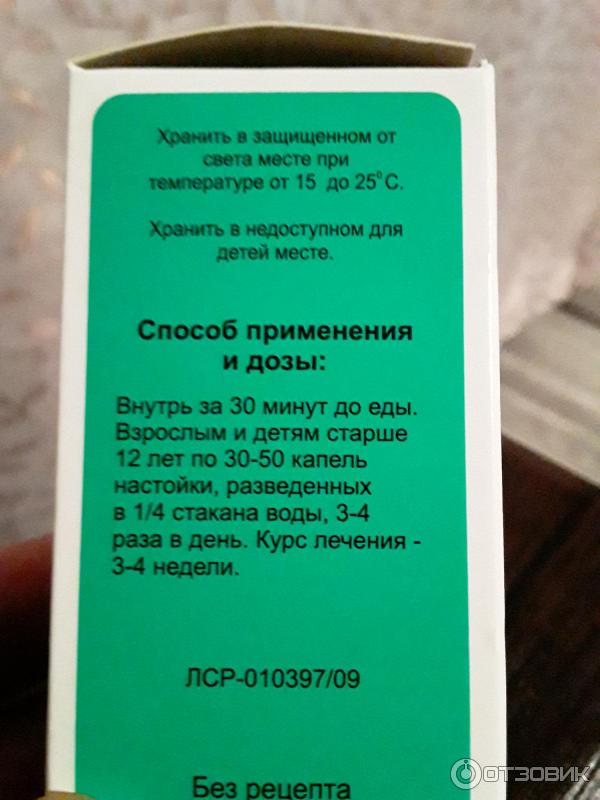 Хранить в защищенном от
света месте при
температуре от 15 до 25⁰С.
Хранить в недоступном для
детей месте.
Способ применения
и дозы:
Внутрь за 30 минут до еды.
Взрослым и детям старше
12 лет по 30-50 капель
настойки, разведенных
в 1/4 стакана воды, 3-4
раза в день. Курс лечения -
3-4 недели.
ЛСР-010397/09
Без рецепта
ОТЗОВИК